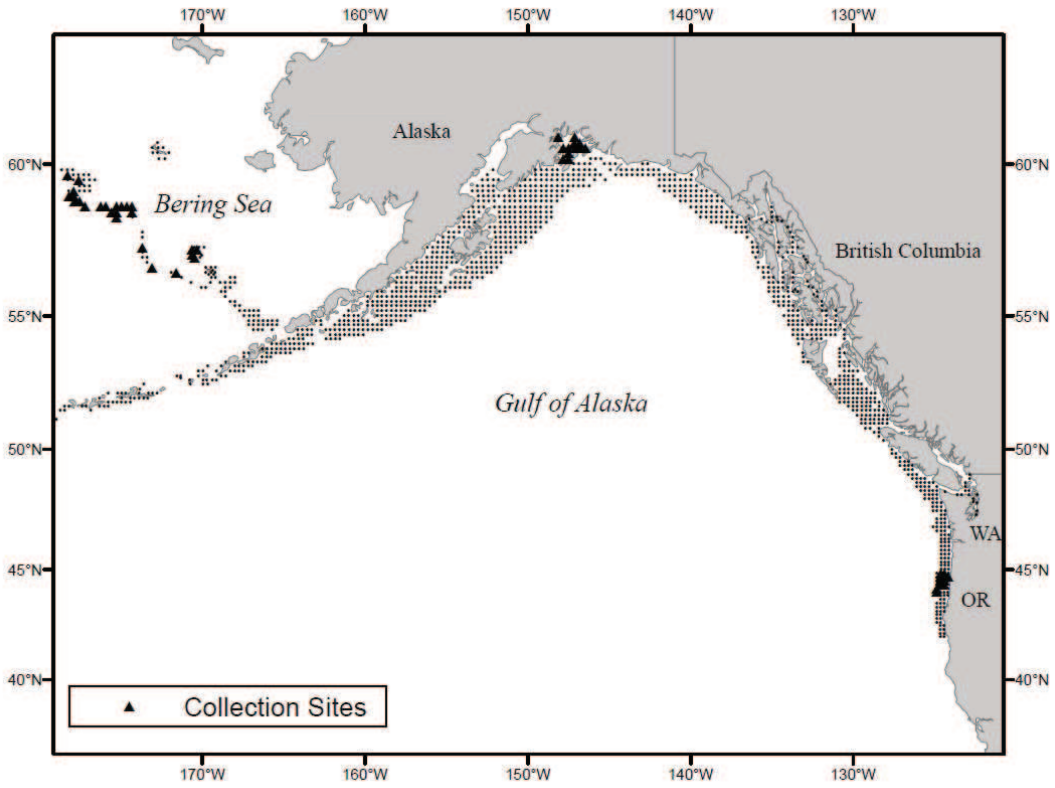 170°W 160°W 150°W 140°W 130°W
Alaska
60°N 60°N
Bering Sea
British Columbia
55°N 55°N
Gulf of Alaska
50°N 50°N
WA
45°N 45°N
OR
40°N 40°N
Collection Sites
170°W 160°W 150°W 140°W 130°W